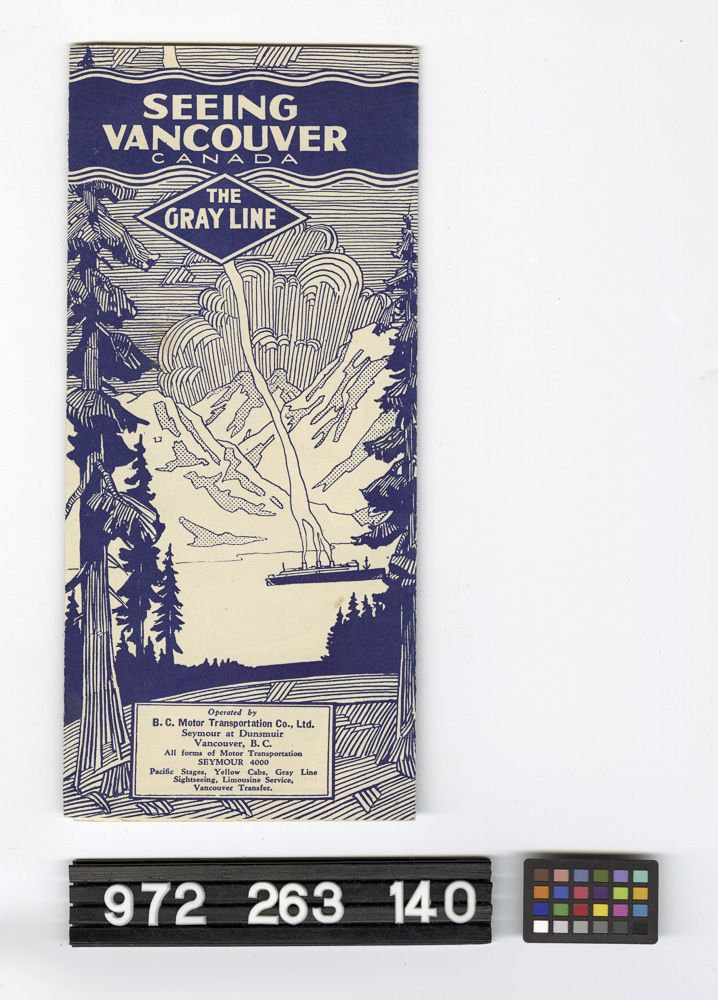 SEEING
VANCOUVER
CANADA
THE
GRAY LINE
Operated by
B. C. Motor Transportation Co., Ltd.
Seymour at Dunsmuir
Vancouver, B. C.
All forms of Motor Transportation
SEYMOUR 4000
Pacific Stages, Yellow Cabs, Gray Line
Sightseeing, Limousine Service,
Vancouver Transfer.
972 263 140